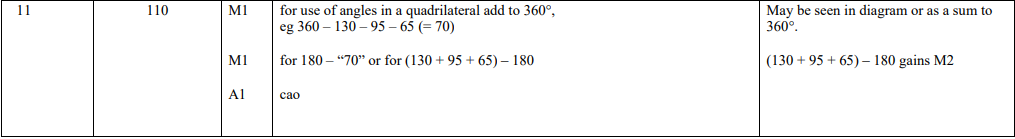 11 110 M1 for use of angles in a quadrilateral add to 360°, May be seen in diagram or as a sum to
eg 360 – 130 – 95 – 65 (= 70) 360°.
M1 for 180 – “70” or for (130 + 95 + 65) – 180 (130 + 95 + 65) – 180 gains M2
A1 cao